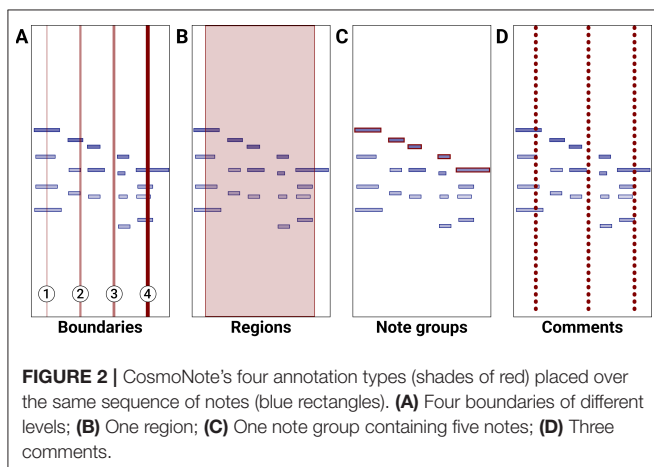 A B C D
1 2 3 4
Boundaries Regions Note groups Comments
FIGURE 2 | CosmoNote's four annotation types (shades of red) placed over
the same sequence of notes (blue rectangles). (A) Four boundaries of different
levels; (B) One region; (C) One note group containing five notes; (D) Three
comments.